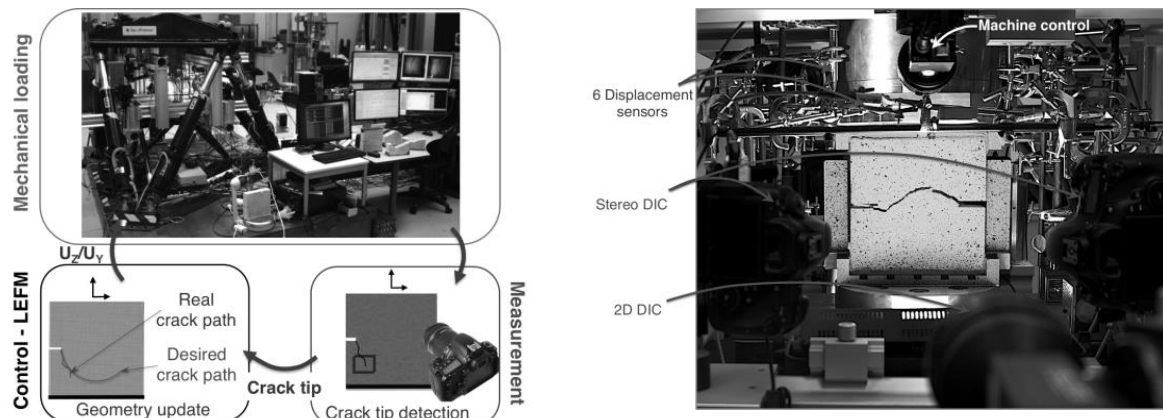 Mechanical loading
U_Z/U_Y
Control - LEFM
Real
crack path
Desired
crack path
Geometry update
Crack tip
Crack tip detection
Measurement
Machine control
6 Displacement
sensors
Stereo DIC
2D DIC